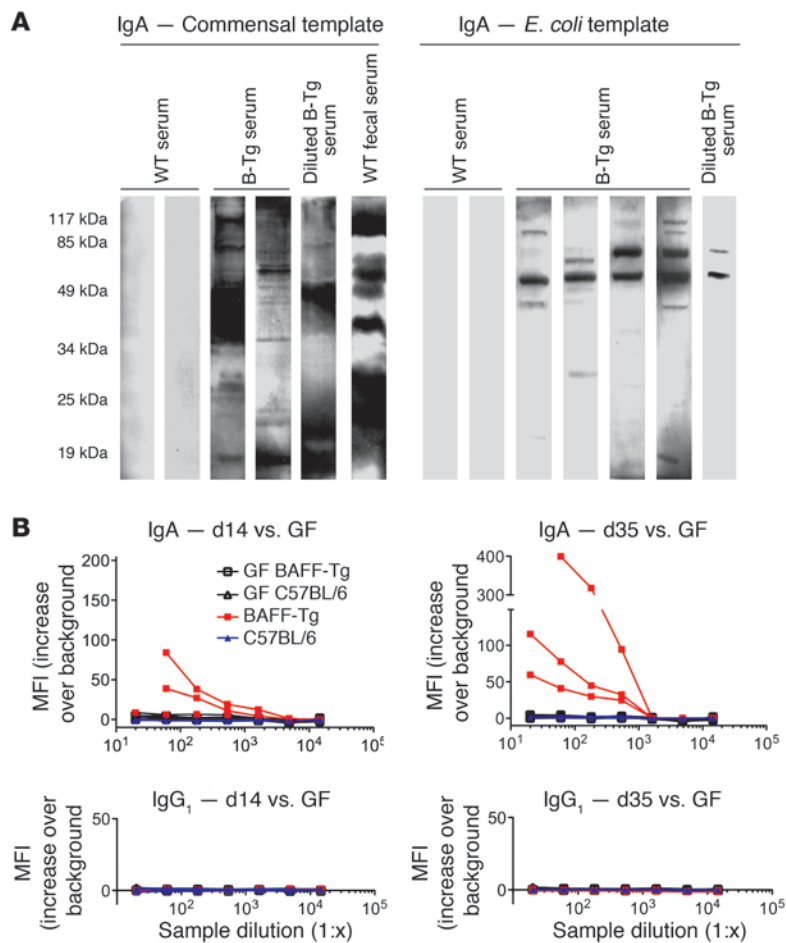 A
IgA — Commensal template
IgA — E. coli template
WT serum
B-Tg serum
Diluted B-Tg serum
WT fecal serum
WT serum
B-Tg serum
Diluted B-Tg serum
117 kDa
85 kDa
49 kDa
34 kDa
25 kDa
19 kDa
B
IgA — d14 vs. GF
MFI (increase over background)
200
150
100
50
0
10¹ 10² 10³ 10⁴ 10⁵
GF BAFF-Tg
GF C57BL/6
BAFF-Tg
C57BL/6
IgA — d35 vs. GF
MFI (increase over background)
400
300
100
50
0
10¹ 10² 10³ 10⁴ 10⁵
IgG₁ — d14 vs. GF
MFI (increase over background
50
0
10² 10³ 10⁴ 10⁵
Sample dilution (1:x)
IgG₁ — d35 vs. GF
MFI (increase over background
50
0
10² 10³ 10⁴ 10⁵
Sample dilution (1:x)